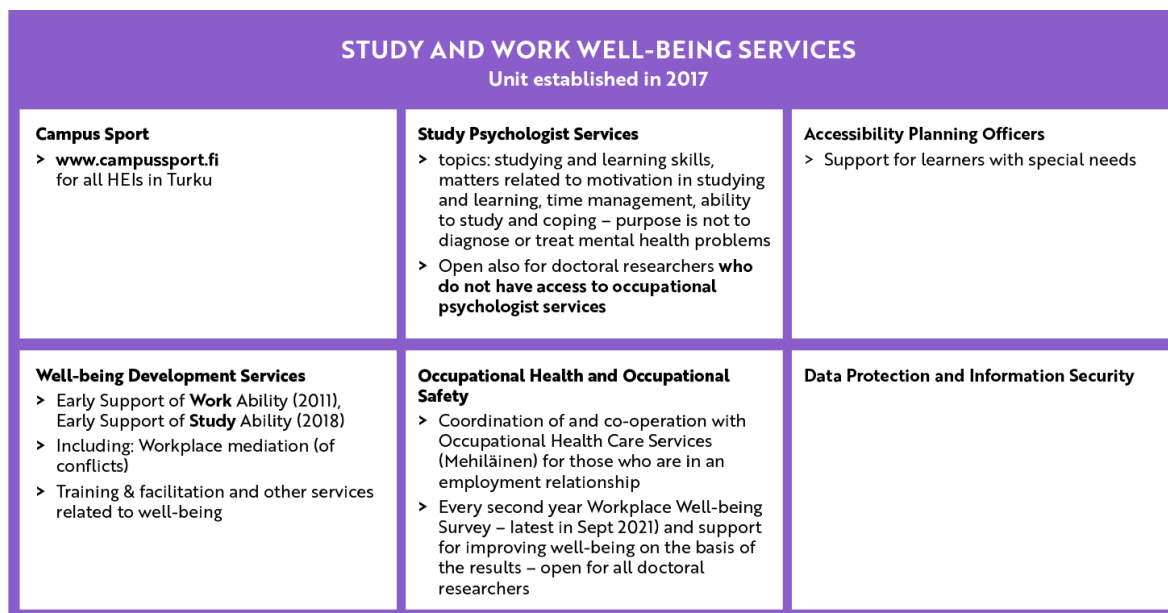 STUDY AND WORK WELL-BEING SERVICES
Unit established in 2017
Campus Sport
> www.campussport.fi
for all HEIs in Turku
Study Psychologist Services
> topics: studying and learning skills,
matters related to motivation in studying
and learning, time management, ability
to study and coping – purpose is not to
diagnose or treat mental health problems
> Open also for doctoral researchers who
do not have access to occupational
psychologist services
Accessibility Planning Officers
> Support for learners with special needs
Well-being Development Services
> Early Support of Work Ability (2011),
Early Support of Study Ability (2018)
> Including: Workplace mediation (of
conflicts)
> Training & facilitation and other services
related to well-being
Occupational Health and Occupational
Safety
> Coordination of and co-operation with
Occupational Health Care Services
(Mehiläinen) for those who are in an
employment relationship
> Every second year Workplace Well-being
Survey – latest in Sept 2021) and support
for improving well-being on the basis of
the results – open for all doctoral
researchers
Data Protection and Information Security